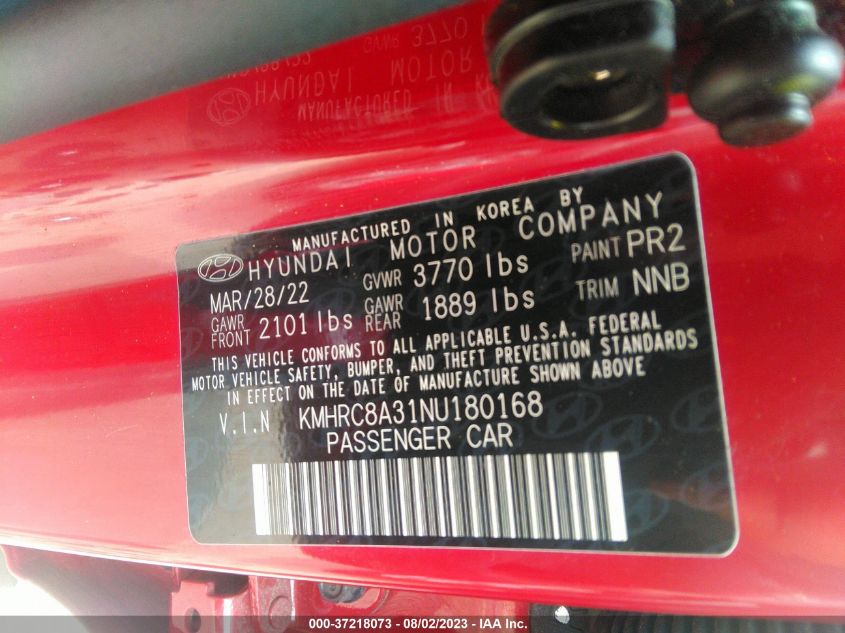 MANUFACTURED IN KOREA BY
HYUNDAI MOTOR COMPANY
MAR/28/22 GVWR 3770 lbs PAINT PR2
GAWR FRONT 2101 lbs GAWR REAR 1889 lbs TRIM NNB
THIS VEHICLE CONFORMS TO ALL APPLICABLE U.S.A. FEDERAL
MOTOR VEHICLE SAFETY, BUMPER, AND THEFT PREVENTION STANDARDS
IN EFFECT ON THE DATE OF MANUFACTURE SHOWN ABOVE
V.I.N KMHRC8A31NU180168
PASSENGER CAR
000-37218073 - 08/02/2023 - IAA Inc.